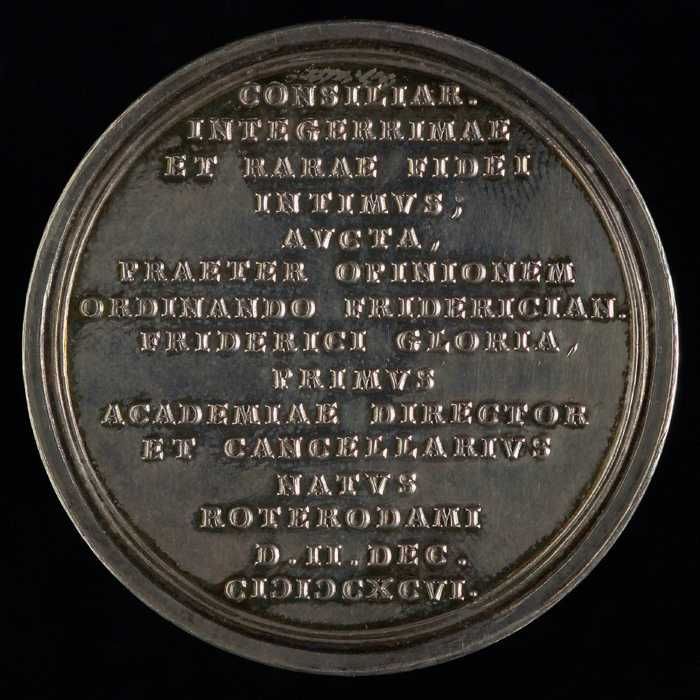 CONSILIAR.
INTEGERRIMAE
ET RARAE FIDEI
INTIMVS;
AVCTA,
PRAETER OPINIONEM
ORDINANDO FRIDERICIAN.
FRIDERICI GLORIA,
PRIMVS
ACADEMIAE DIRECTOR
ET CANCELLARIVS
NATVS
ROTERODAMI
D.II.DEC.
CIↃIↃCXCVI.